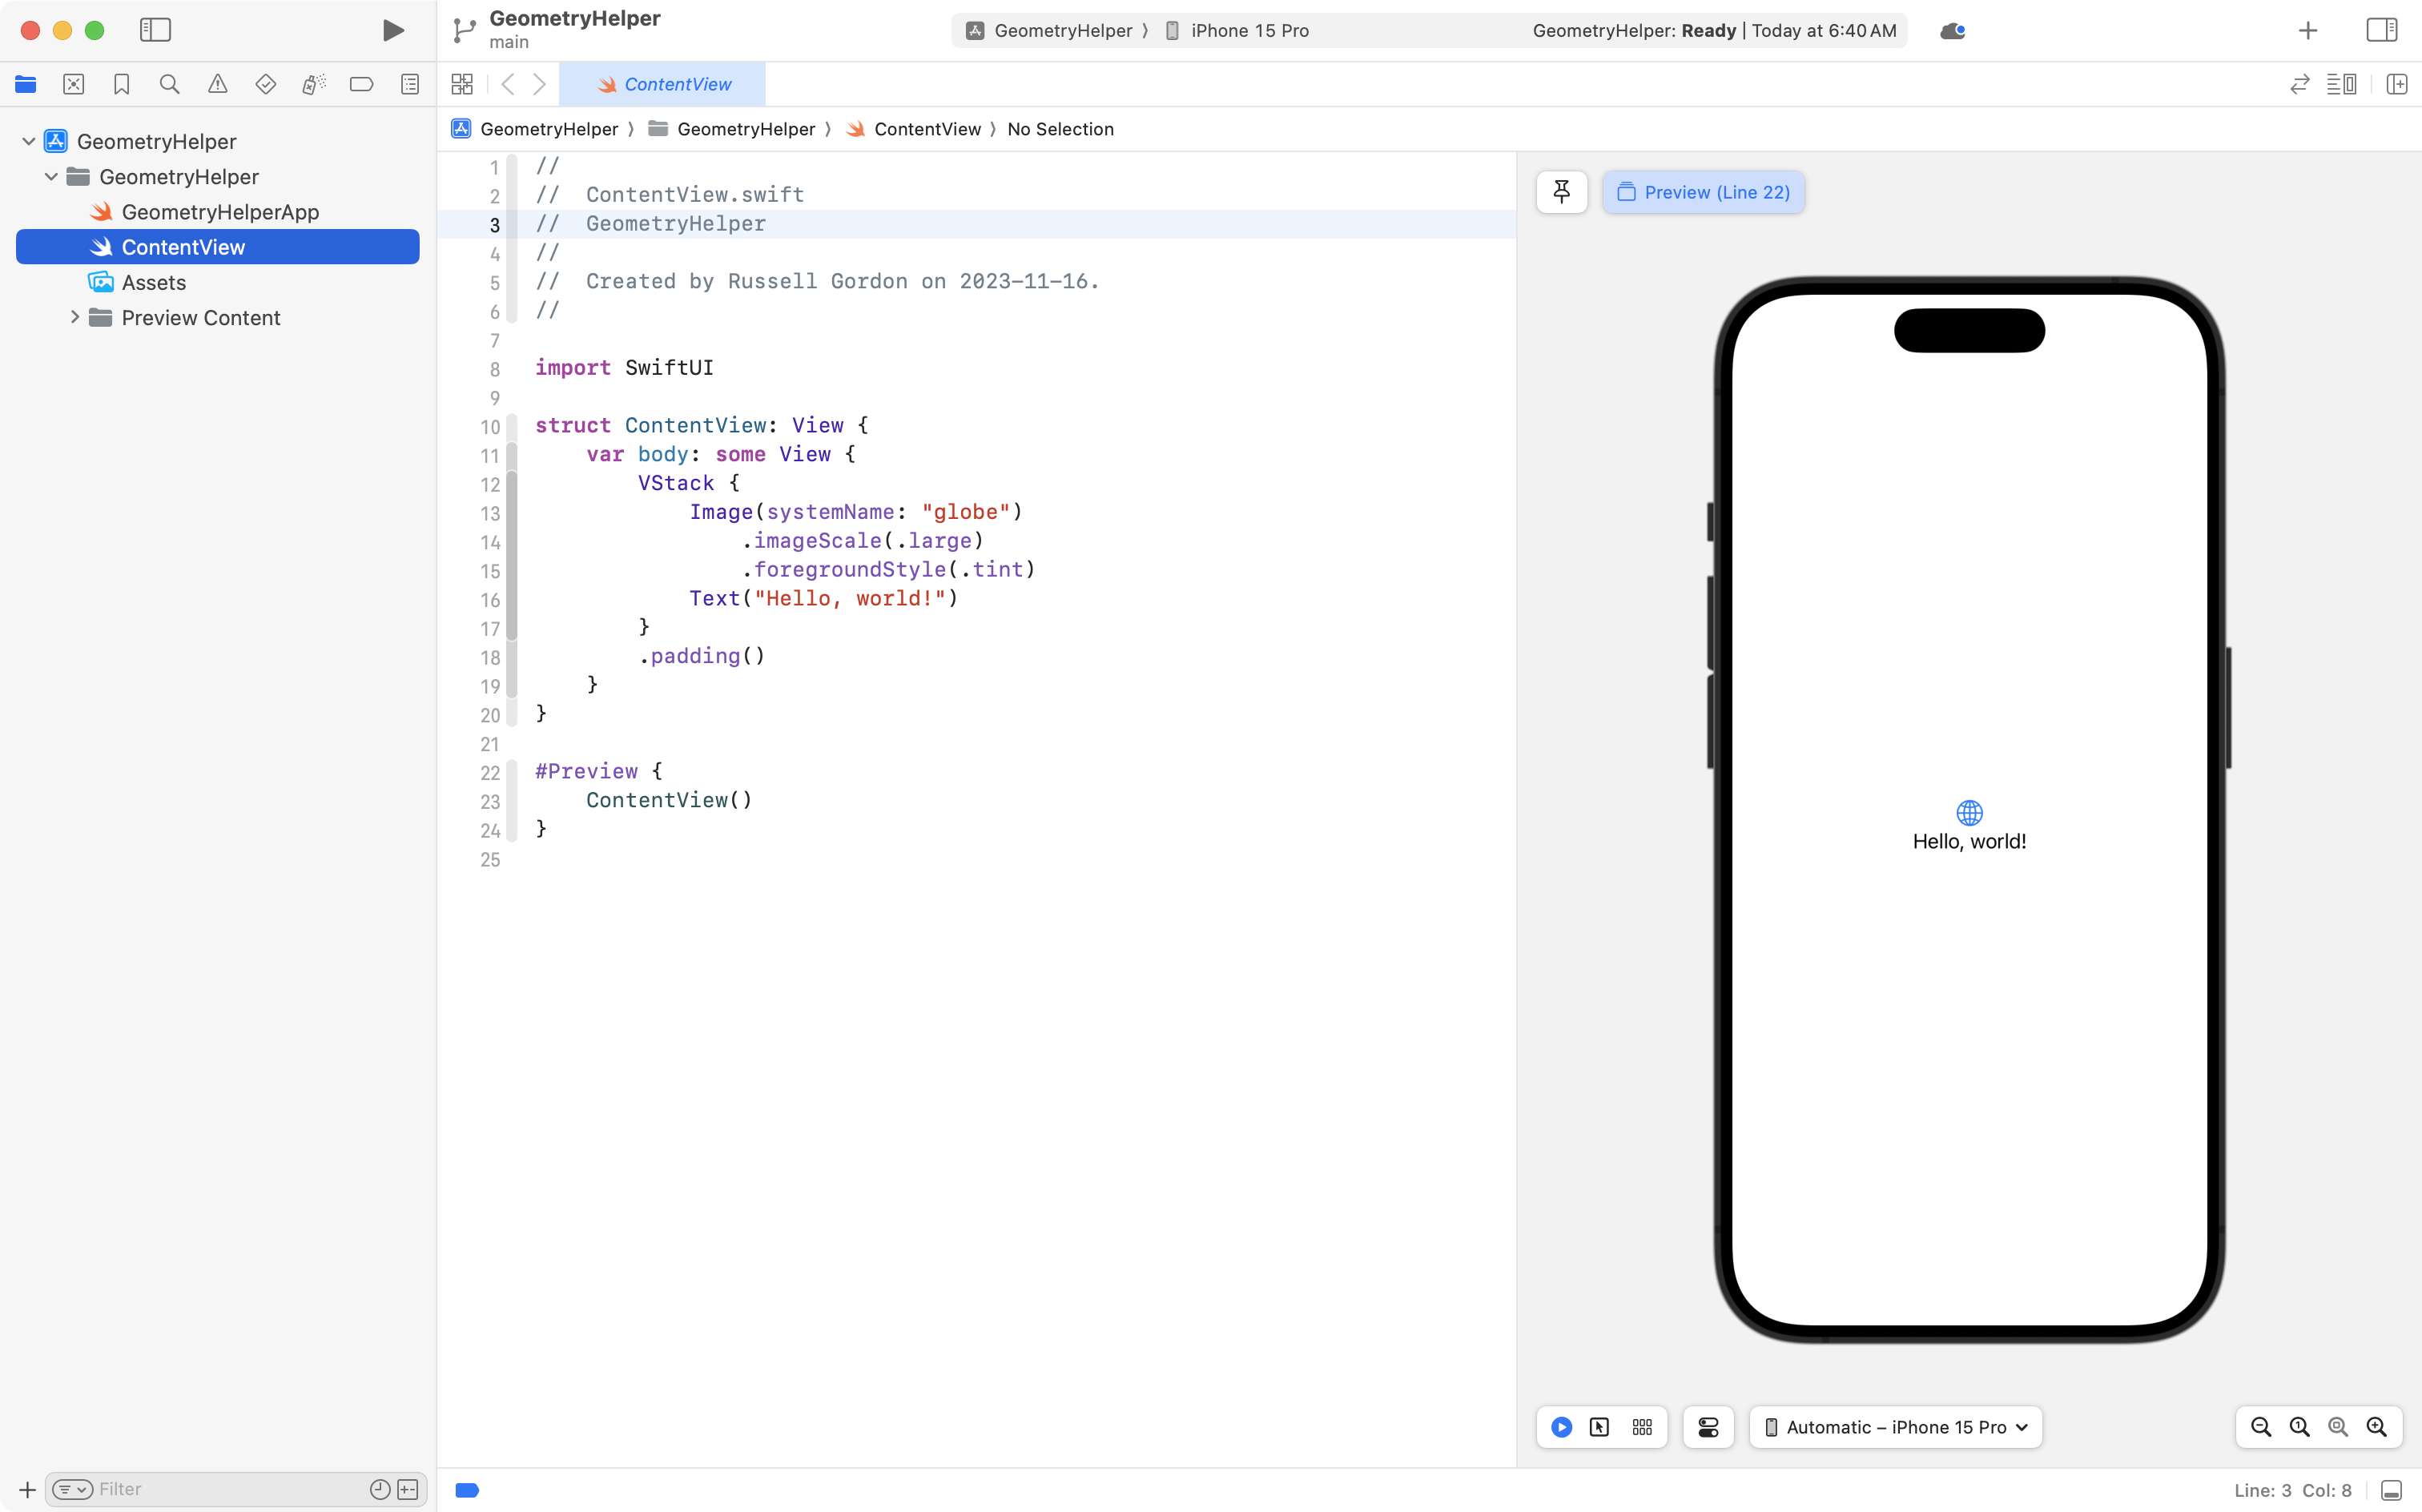 GeometryHelper
main
GeometryHelper
iPhone 15 Pro
GeometryHelper: Ready | Today at 6:40 AM
ContentView
GeometryHelper
GeometryHelper
ContentView
No Selection
GeometryHelper
GeometryHelper
GeometryHelperApp
ContentView
Assets
Preview Content
1 //
2 //  ContentView.swift
3 //  GeometryHelper
4 //
5 //  Created by Russell Gordon on 2023-11-16.
6 //
7
8 import SwiftUI
9
10 struct ContentView: View {
11     var body: some View {
12         VStack {
13             Image(systemName: "globe")
14                 .imageScale(.large)
15                 .foregroundStyle(.tint)
16             Text("Hello, world!")
17         }
18         .padding()
19     }
20 }
21
22 #Preview {
23     ContentView()
24 }
25
Preview (Line 22)
Hello, world!
Automatic – iPhone 15 Pro
Filter
Line: 3  Col: 8